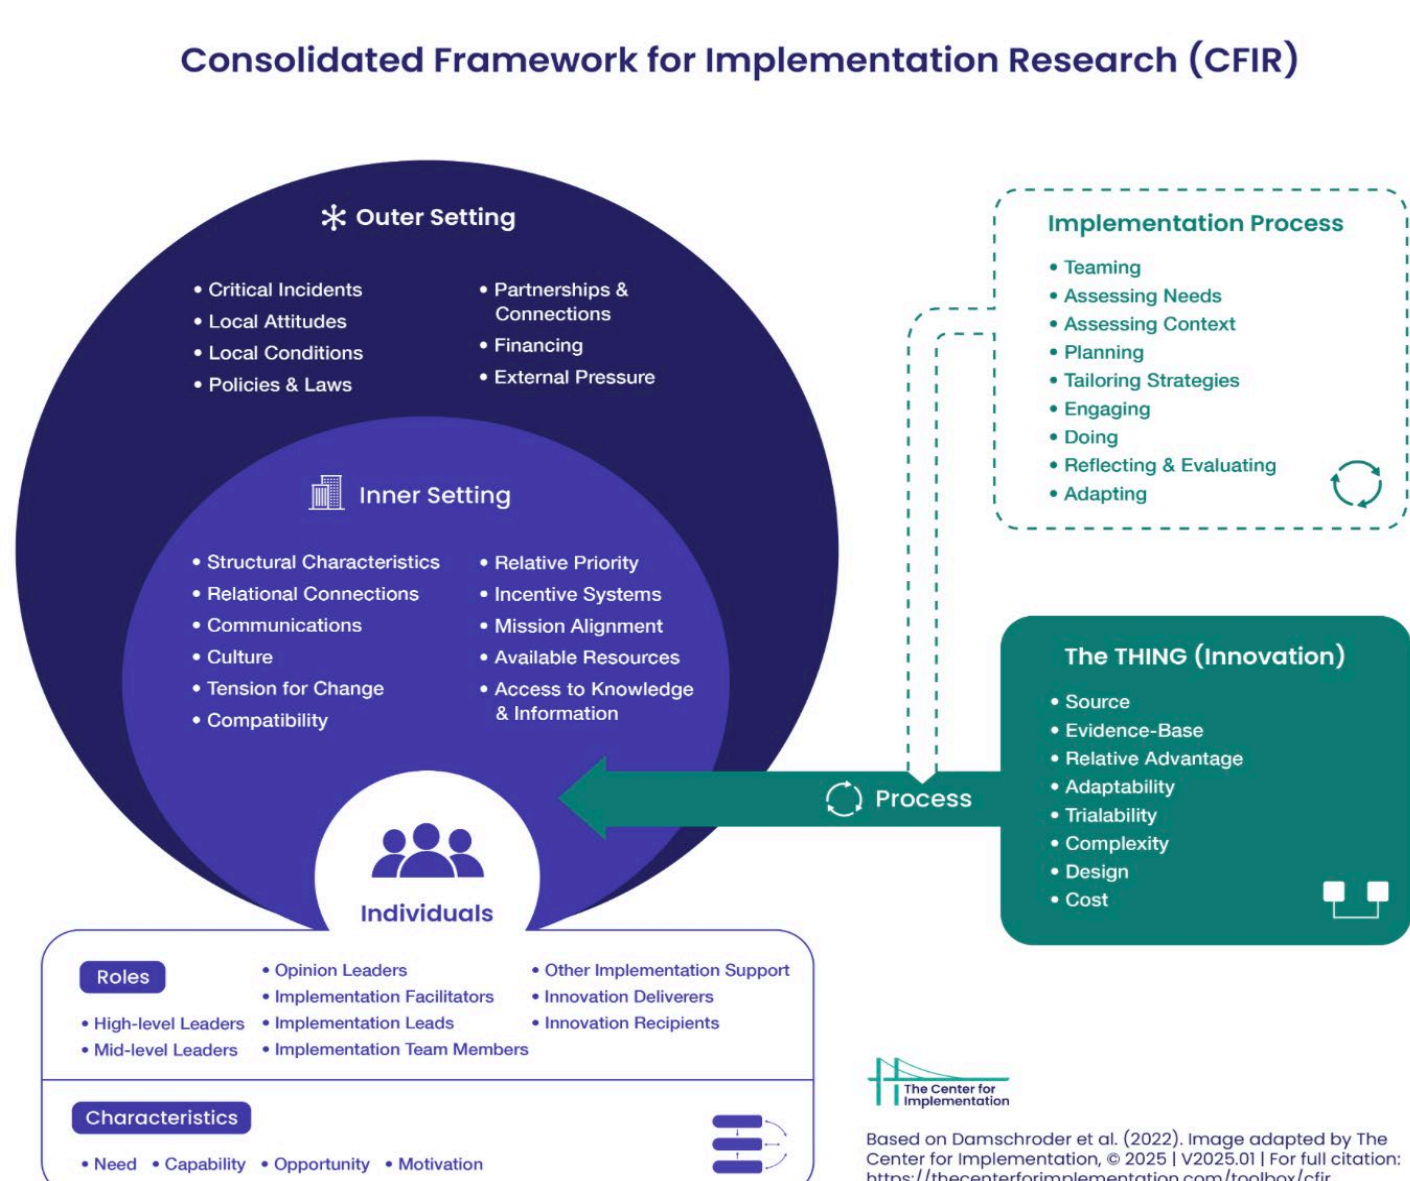 Consolidated Framework for Implementation Research (CFIR)
Outer Setting
• Critical Incidents
• Local Attitudes
• Local Conditions
• Policies & Laws
• Partnerships &
Connections
• Financing
• External Pressure
Inner Setting
• Structural Characteristics
• Relational Connections
• Communications
• Culture
• Tension for Change
• Compatibility
• Relative Priority
• Incentive Systems
• Mission Alignment
• Available Resources
• Access to Knowledge
& Information
Individuals
Roles
• High-level Leaders
• Mid-level Leaders
• Opinion Leaders
• Implementation Facilitators
• Implementation Leads
• Implementation Team Members
• Other Implementation Support
• Innovation Deliverers
• Innovation Recipients
Characteristics
• Need • Capability • Opportunity • Motivation
Implementation Process
• Teaming
• Assessing Needs
• Assessing Context
• Planning
• Tailoring Strategies
• Engaging
• Doing
• Reflecting & Evaluating
• Adapting
Process
The THING (Innovation)
• Source
• Evidence-Base
• Relative Advantage
• Adaptability
• Trialability
• Complexity
• Design
• Cost
The Center for
Implementation
Based on Damschroder et al. (2022). Image adapted by The
Center for Implementation, © 2025 | V2025.01 | For full citation:
https://thecenterforimplementation.com/toolbox/cfir